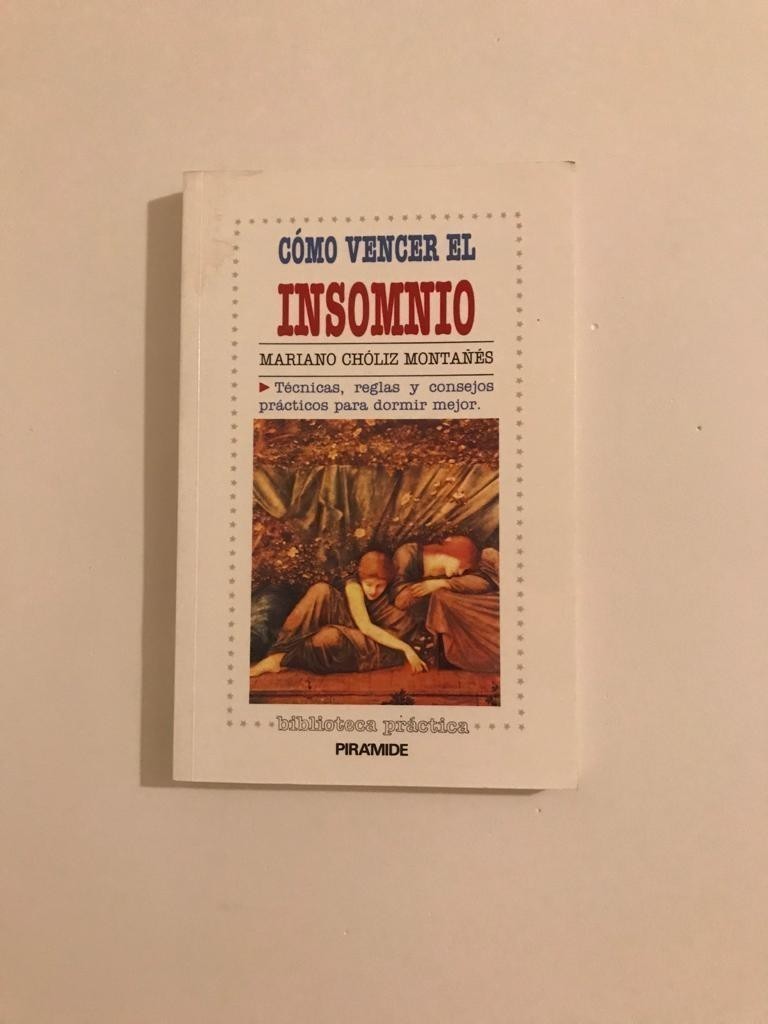 CÓMO VENCER EL
INSOMNIO
MARIANO CHÓLIZ MONTAÑÉS
Técnicas, reglas y consejos
prácticos para dormir mejor.
biblioteca práctica
PIRÁMIDE